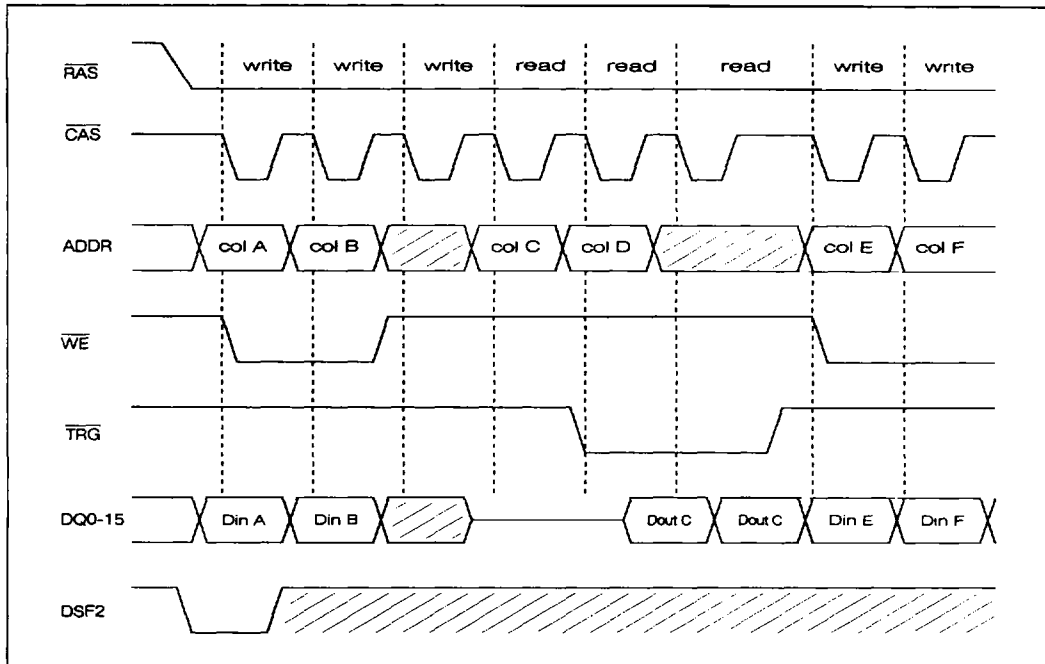 write write write read read read write write
RAS
CAS
ADDR col A col B col C col D col E col F
WE
TRG
DQ0-15 Din A Din B Dout C Dout C Din E Din F
DSF2